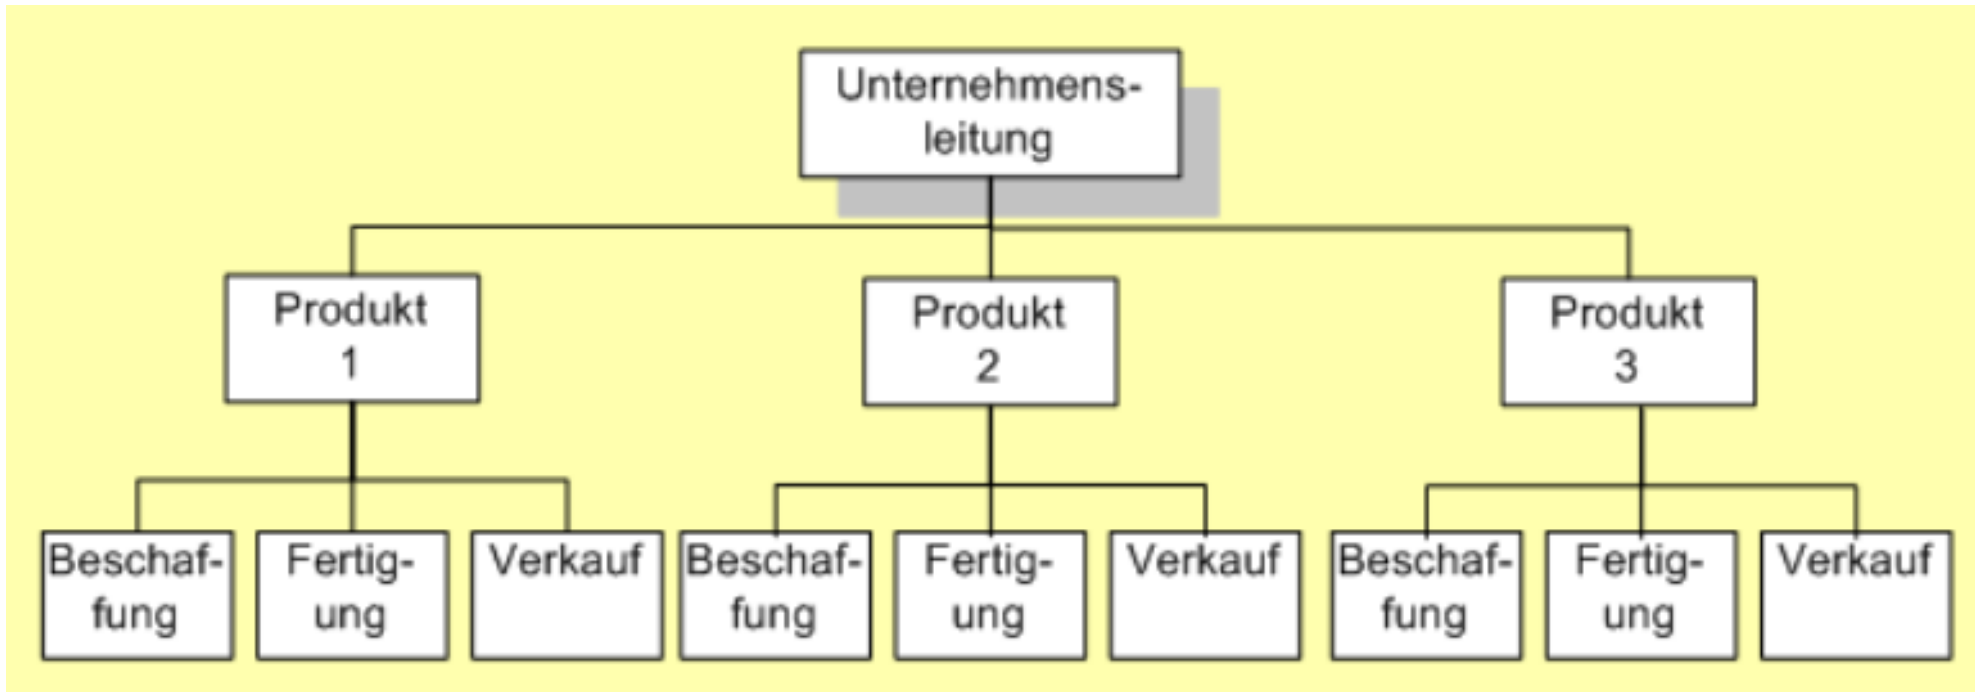 Unternehmens-
leitung
Produkt
1
Produkt
2
Produkt
3
Beschaf-
fung
Fertig-
ung
Verkauf
Beschaf-
fung
Fertig-
ung
Verkauf
Beschaf-
fung
Fertig-
ung
Verkauf